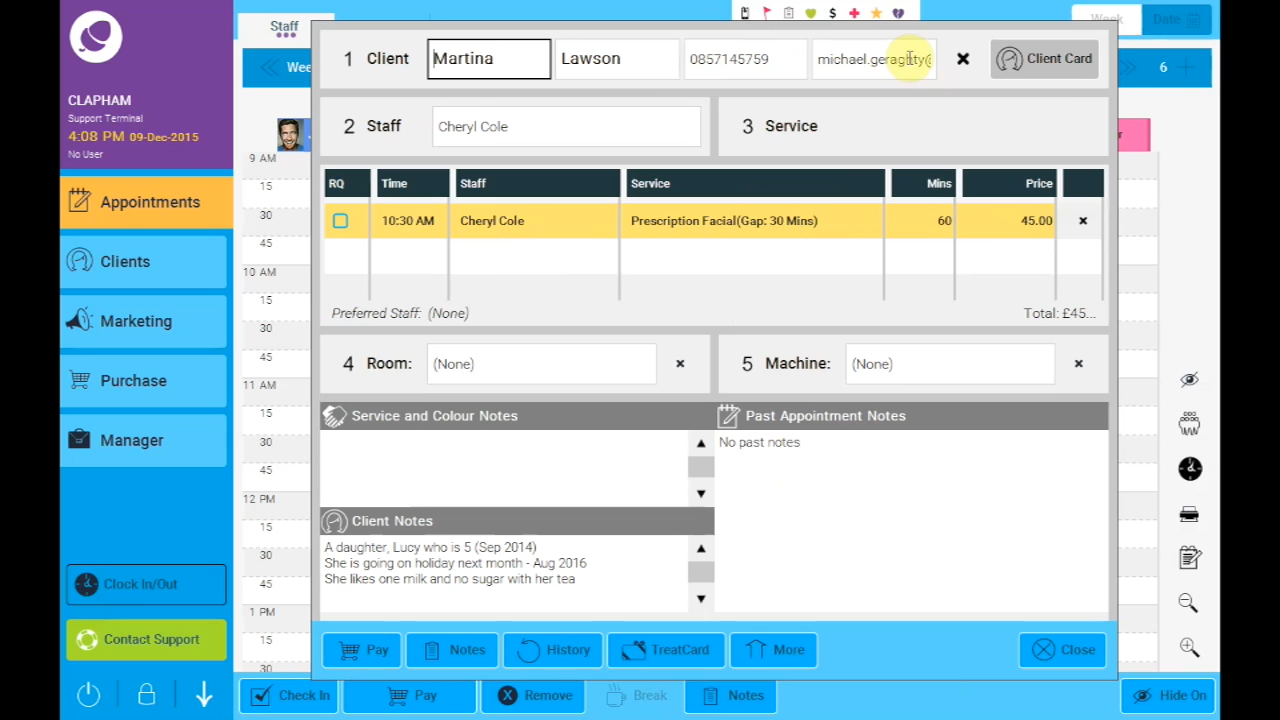 Staff
Week
Date
CLAPHAM
Support Terminal
4:08 PM 09-Dec-2015
No User
Wee
6
1 Client Martina Lawson 0857145759
Client Card
2 Staff Cheryl Cole
3 Service
RQ Time Staff Service Mins Price
10:30 AM Cheryl Cole Prescription Facial(Gap: 30 Mins) 60 45.00
Preferred Staff: (None)
Total: £45...
4 Room: (None)
5 Machine: (None)
Service and Colour Notes
Past Appointment Notes
No past notes
Client Notes
A daughter, Lucy who is 5 (Sep 2014)
She is going on holiday next month - Aug 2016
She likes one milk and no sugar with her tea
Pay
Notes
History
TreatCard
More
Close
Appointments
Clients
Marketing
Purchase
Manager
Clock In/Out
Contact Support
9 AM
15
30
45
10 AM
15
30
45
11 AM
15
30
45
12 PM
15
30
45
1 PM
15
30
Check In
Pay
Remove
Break
Notes
Hide On